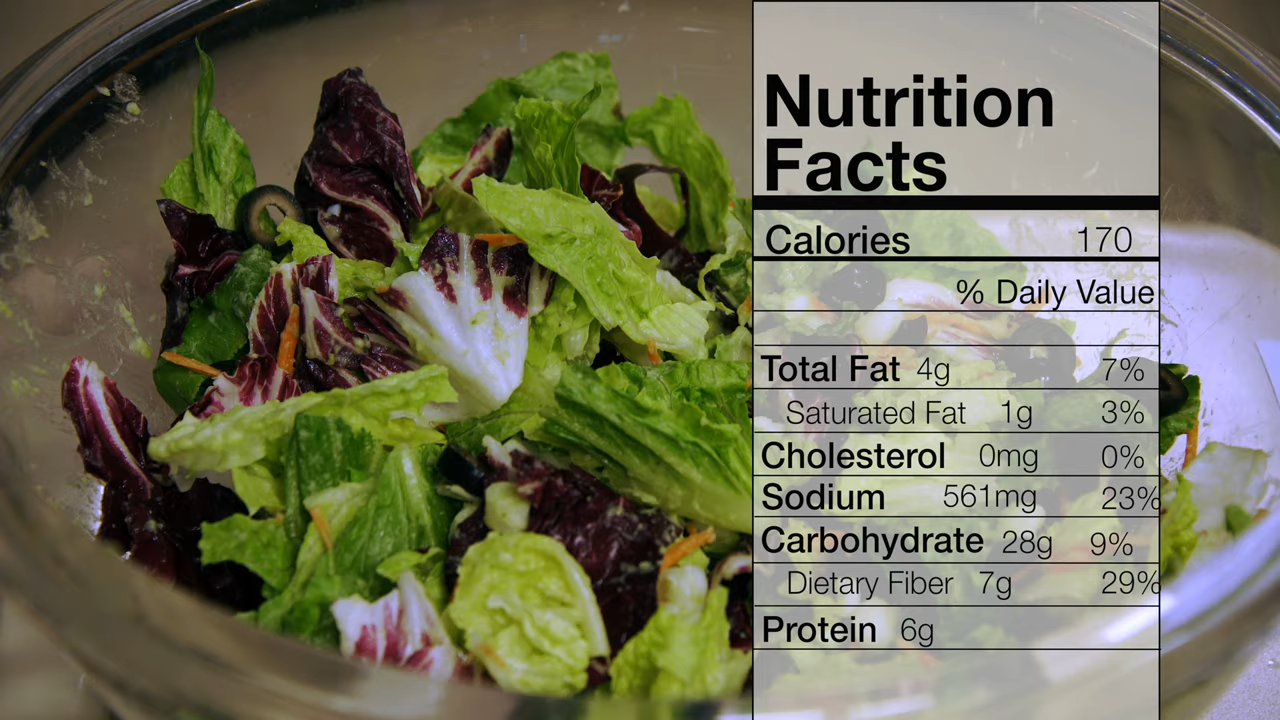 Nutrition
Facts
Calories 170
% Daily Value
Total Fat 4g 7%
Saturated Fat 1g 3%
Cholesterol 0mg 0%
Sodium 561mg 23%
Carbohydrate 28g 9%
Dietary Fiber 7g 29%
Protein 6g